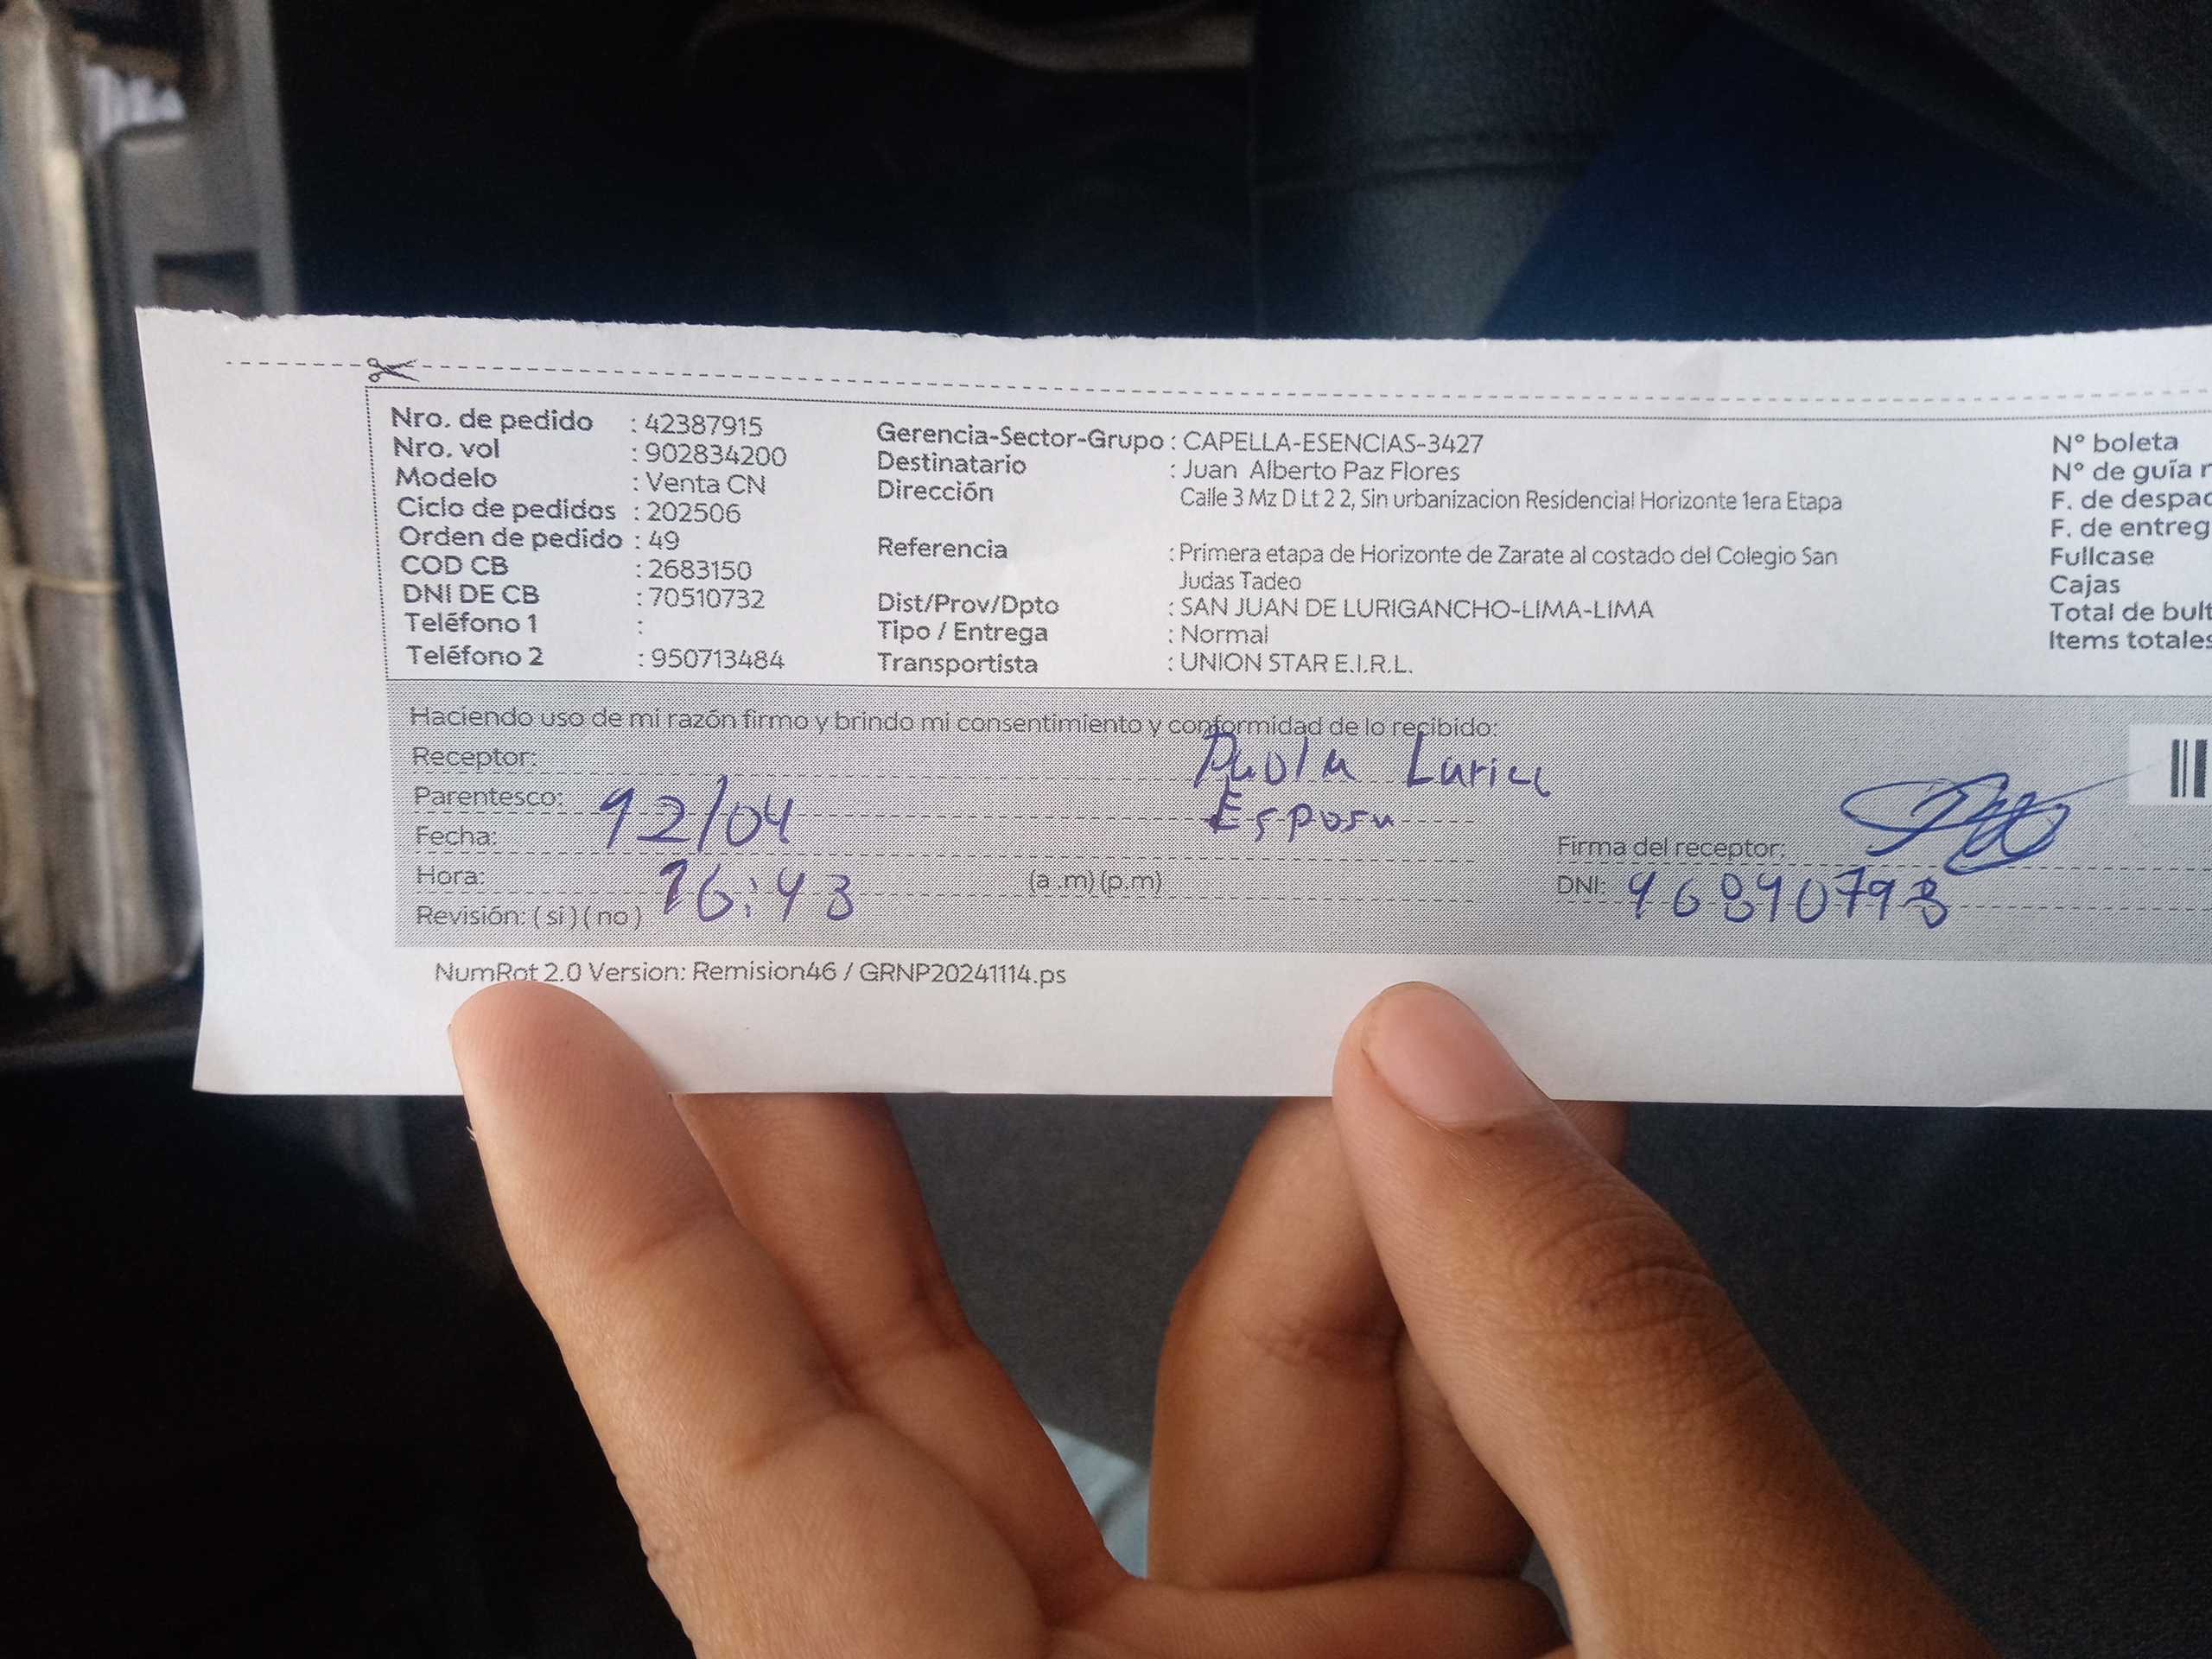 Nro. de pedido : 42387915
Nro. vol : 902834200
Modelo : Venta CN
Ciclo de pedidos : 202506
Orden de pedido : 49
COD CB : 2683150
DNI DE CB : 70510732
Teléfono 1 :
Teléfono 2 : 950713484
Gerencia-Sector-Grupo : CAPELLA-ESENCIAS-3427
Destinatario : Juan Alberto Paz Flores
Dirección Calle 3 Mz D Lt 2 2, Sin urbanizacion Residencial Horizonte 1era Etapa
Referencia : Primera etapa de Horizonte de Zarate al costado del Colegio San
Judas Tadeo
Dist/Prov/Dpto : SAN JUAN DE LURIGANCHO-LIMA-LIMA
Tipo / Entrega : Normal
Transportista : UNION STAR E.I.R.L.
N° boleta
N° de guía r
F. de despac
F. de entreg
Fullcase
Cajas
Total de bult
Items totales
Haciendo uso de mi razón firmo y brindo mi consentimiento y conformidad de lo recibido:
Receptor: Paola
Parentesco: Esposa
Fecha: 12/04
Hora: 16:43 (a .m) (p.m)
Revisión: ( si ) ( no )
Firma del receptor:
DNI:
NumRot 2.0 Version: Remision46 / GRNP20241114.ps